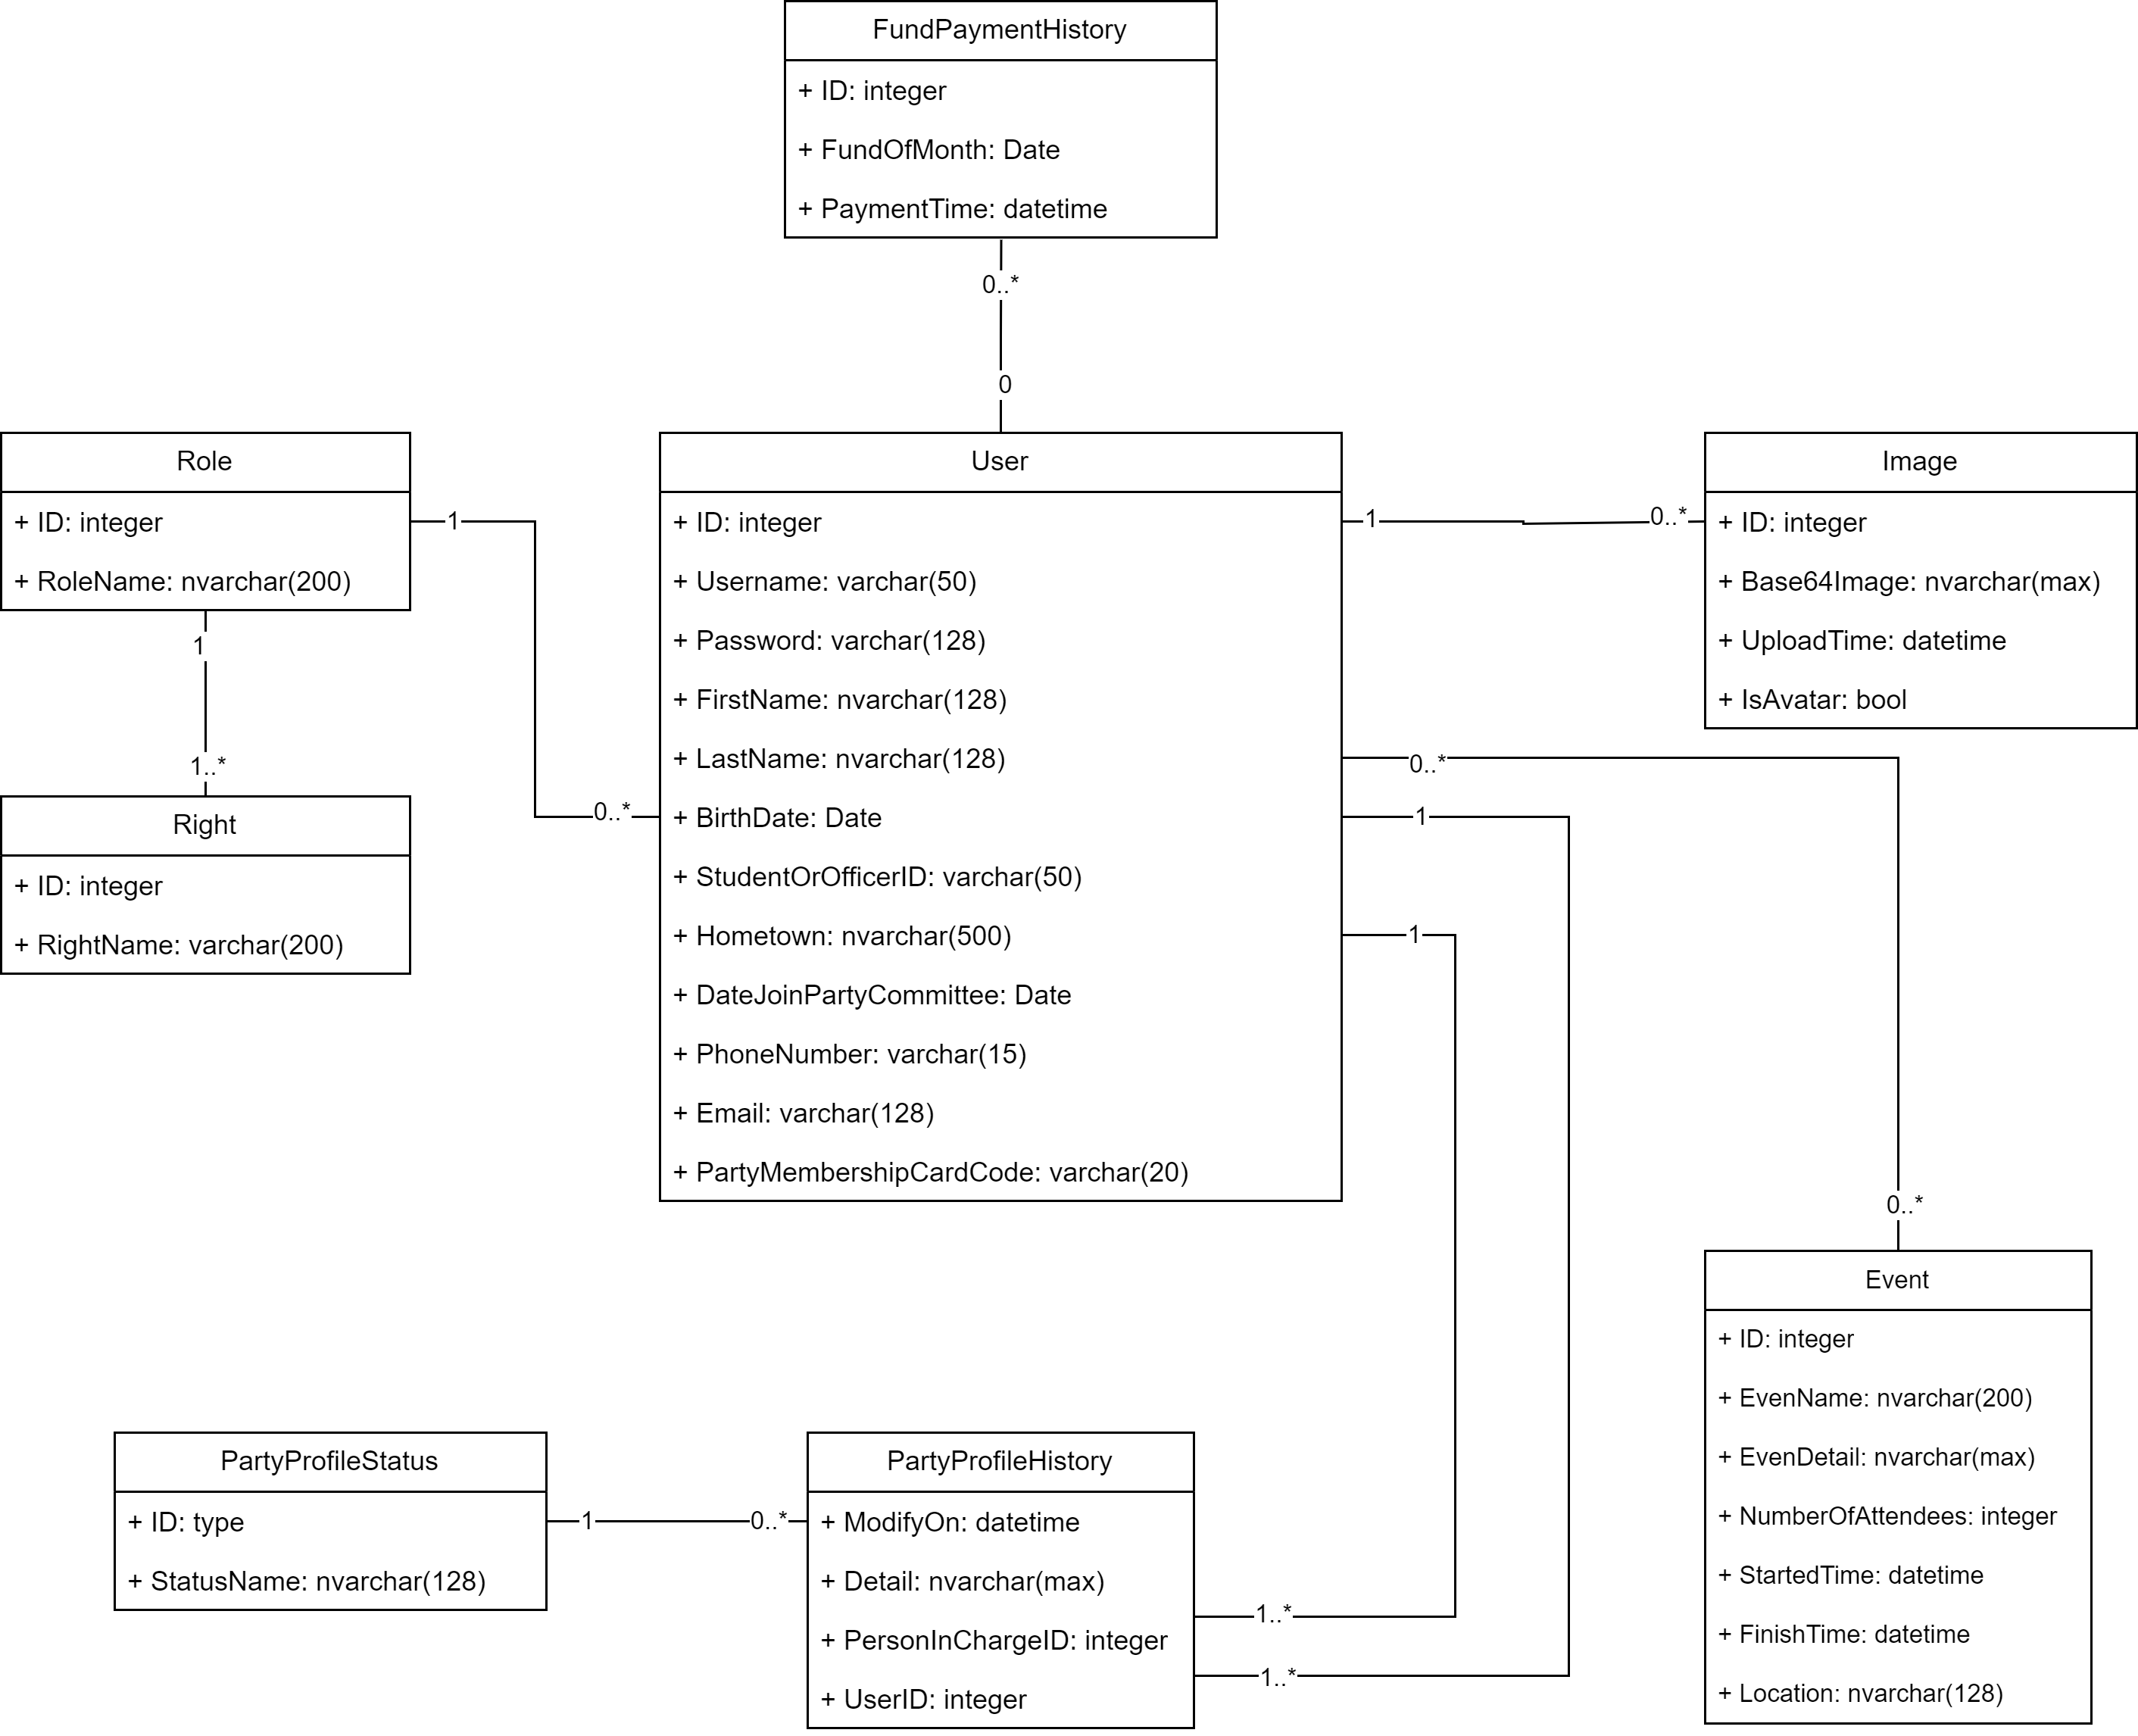 FundPaymentHistory
+ ID: integer
+ FundOfMonth: Date
+ PaymentTime: datetime
0..*
0
Role
+ ID: integer
+ RoleName: nvarchar(200)
1
0..*
1
1..*
Right
+ ID: integer
+ RightName: varchar(200)
User
+ ID: integer
+ Username: varchar(50)
+ Password: varchar(128)
+ FirstName: nvarchar(128)
+ LastName: nvarchar(128)
+ BirthDate: Date
+ StudentOrOfficerID: varchar(50)
+ Hometown: nvarchar(500)
+ DateJoinPartyCommittee: Date
+ PhoneNumber: varchar(15)
+ Email: varchar(128)
+ PartyMembershipCardCode: varchar(20)
1
0..*
Image
+ ID: integer
+ Base64Image: nvarchar(max)
+ UploadTime: datetime
+ IsAvatar: bool
0..*
1
1
0..*
Event
+ ID: integer
+ EvenName: nvarchar(200)
+ EvenDetail: nvarchar(max)
+ NumberOfAttendees: integer
+ StartedTime: datetime
+ FinishTime: datetime
+ Location: nvarchar(128)
PartyProfileStatus
+ ID: type
+ StatusName: nvarchar(128)
1
0..*
PartyProfileHistory
+ ModifyOn: datetime
+ Detail: nvarchar(max)
+ PersonInChargeID: integer
+ UserID: integer
1..*
1..*